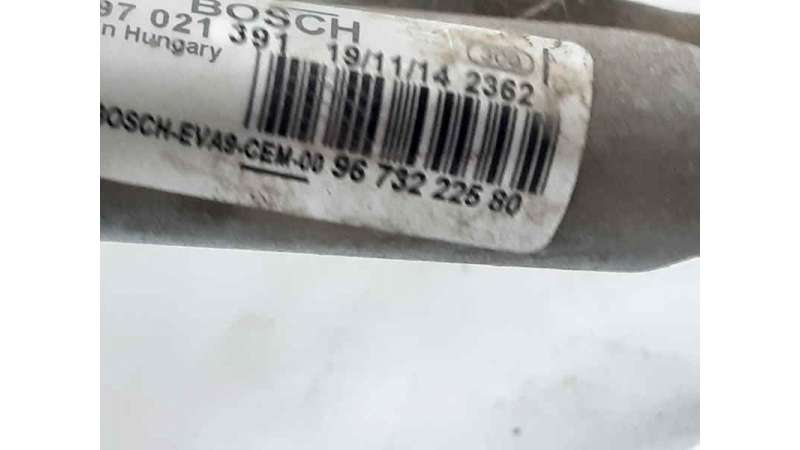 BOSCH
97 021 391 19/11/14 2362
n Hungary
BOSCH-EVA9-CEM-00 96 732 225 80